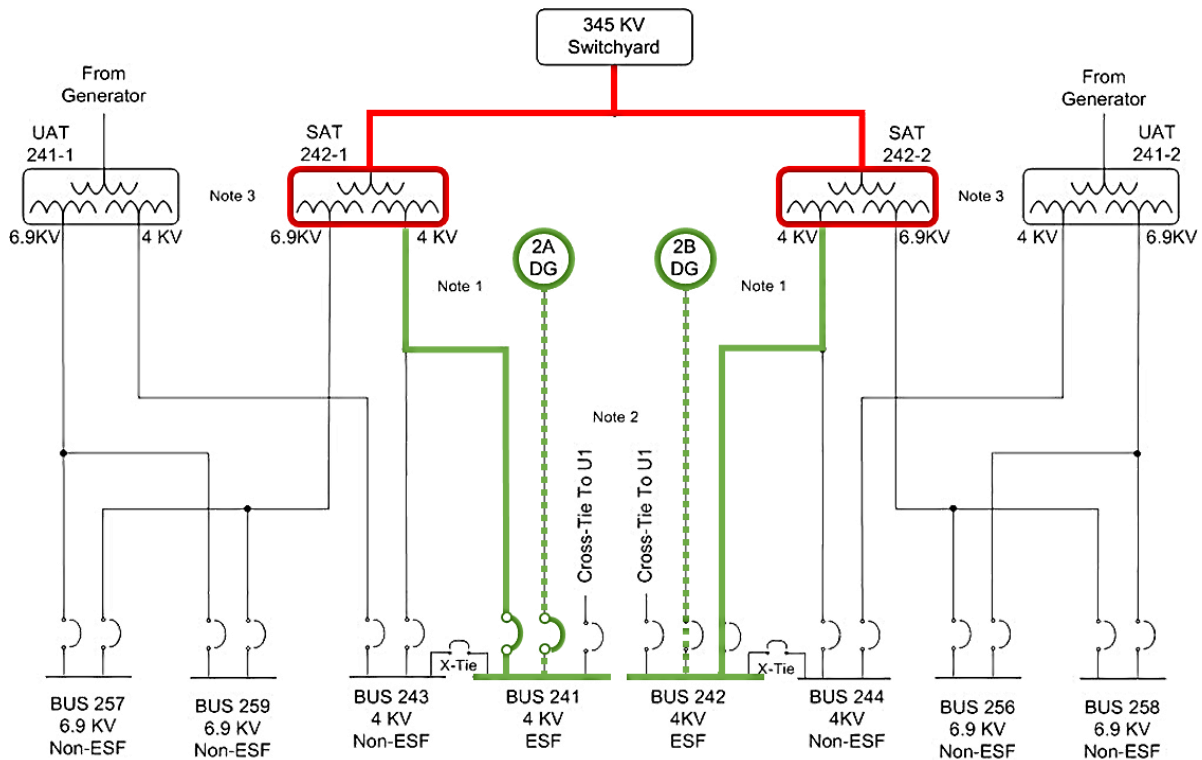 345 KV
Switchyard
From
Generator
UAT
241-1
SAT
242-1
SAT
242-2
From
Generator
UAT
241-2
Note 3
Note 3
6.9KV
4 KV
6.9KV
4 KV
4 KV
6.9KV
4 KV
6.9KV
2A
DG
2B
DG
Note 1
Note 1
Note 2
Cross-Tie To U1
Cross-Tie To U1
X-Tie
X-Tie
BUS 257
6.9 KV
Non-ESF
BUS 259
6.9 KV
Non-ESF
BUS 243
4 KV
Non-ESF
BUS 241
4 KV
ESF
BUS 242
4KV
ESF
BUS 244
4KV
Non-ESF
BUS 256
6.9 KV
Non-ESF
BUS 258
6.9 KV
Non-ESF